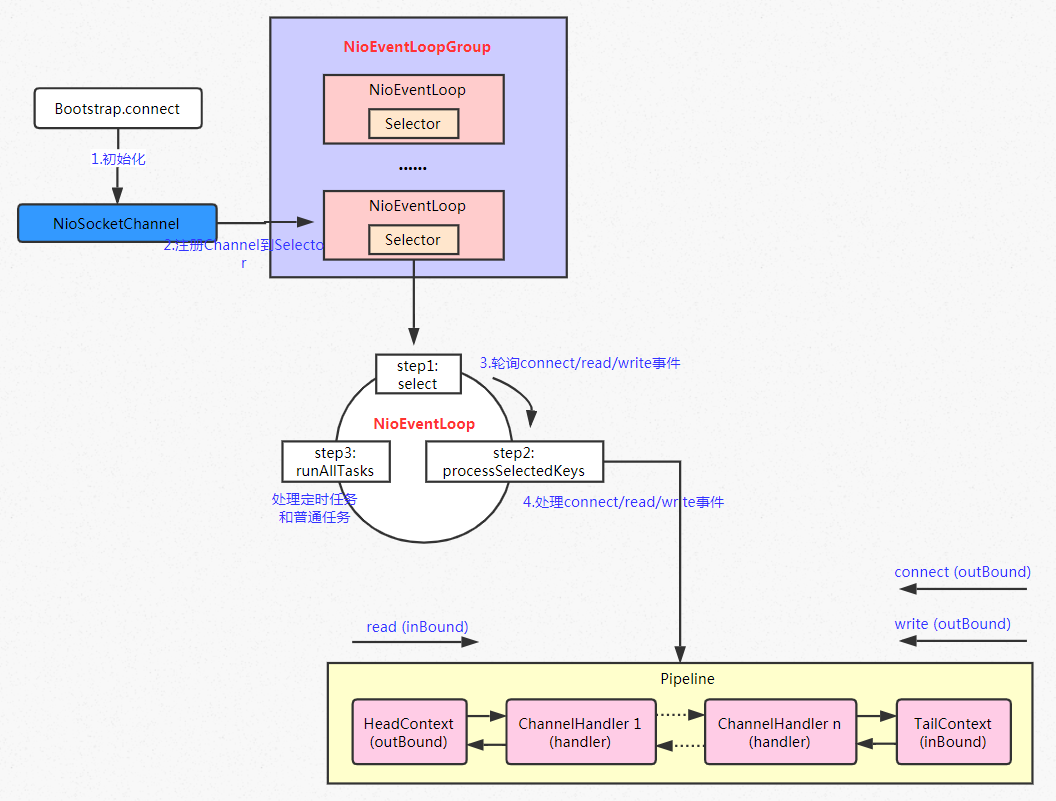 NioEventLoopGroup
NioEventLoop
Selector
Bootstrap.connect
1.初始化
......
NioEventLoop
Selector
NioSocketChannel
2.注册Channel到Selecto
r
step1:
select
3.轮询connect/read/write事件
NioEventLoop
step3:
runAllTasks
step2:
processSelectedKeys
处理定时任务
和普通任务
4.处理connect/read/write事件
connect (outBound)
read (inBound)
write (outBound)
Pipeline
HeadContext
(outBound)
ChannelHandler 1
(handler)
ChannelHandler n
(handler)
TailContext
(inBound)